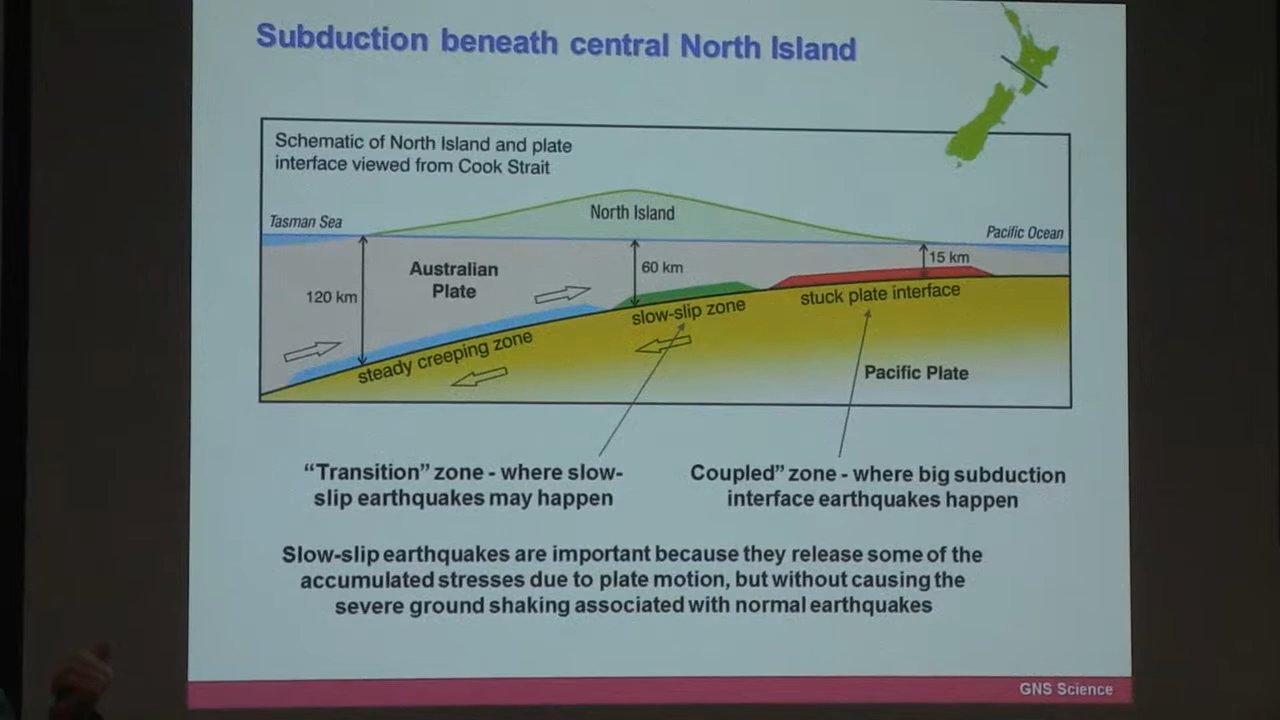 Subduction beneath central North Island
Schematic of North Island and plate
interface viewed from Cook Strait
Tasman Sea
North Island
Pacific Ocean
Australian
Plate
120 km
60 km
15 km
steady creeping zone
slow-slip zone
stuck plate interface
Pacific Plate
“Transition” zone - where slow-
slip earthquakes may happen
Coupled” zone - where big subduction
interface earthquakes happen
Slow-slip earthquakes are important because they release some of the
accumulated stresses due to plate motion, but without causing the
severe ground shaking associated with normal earthquakes
GNS Science